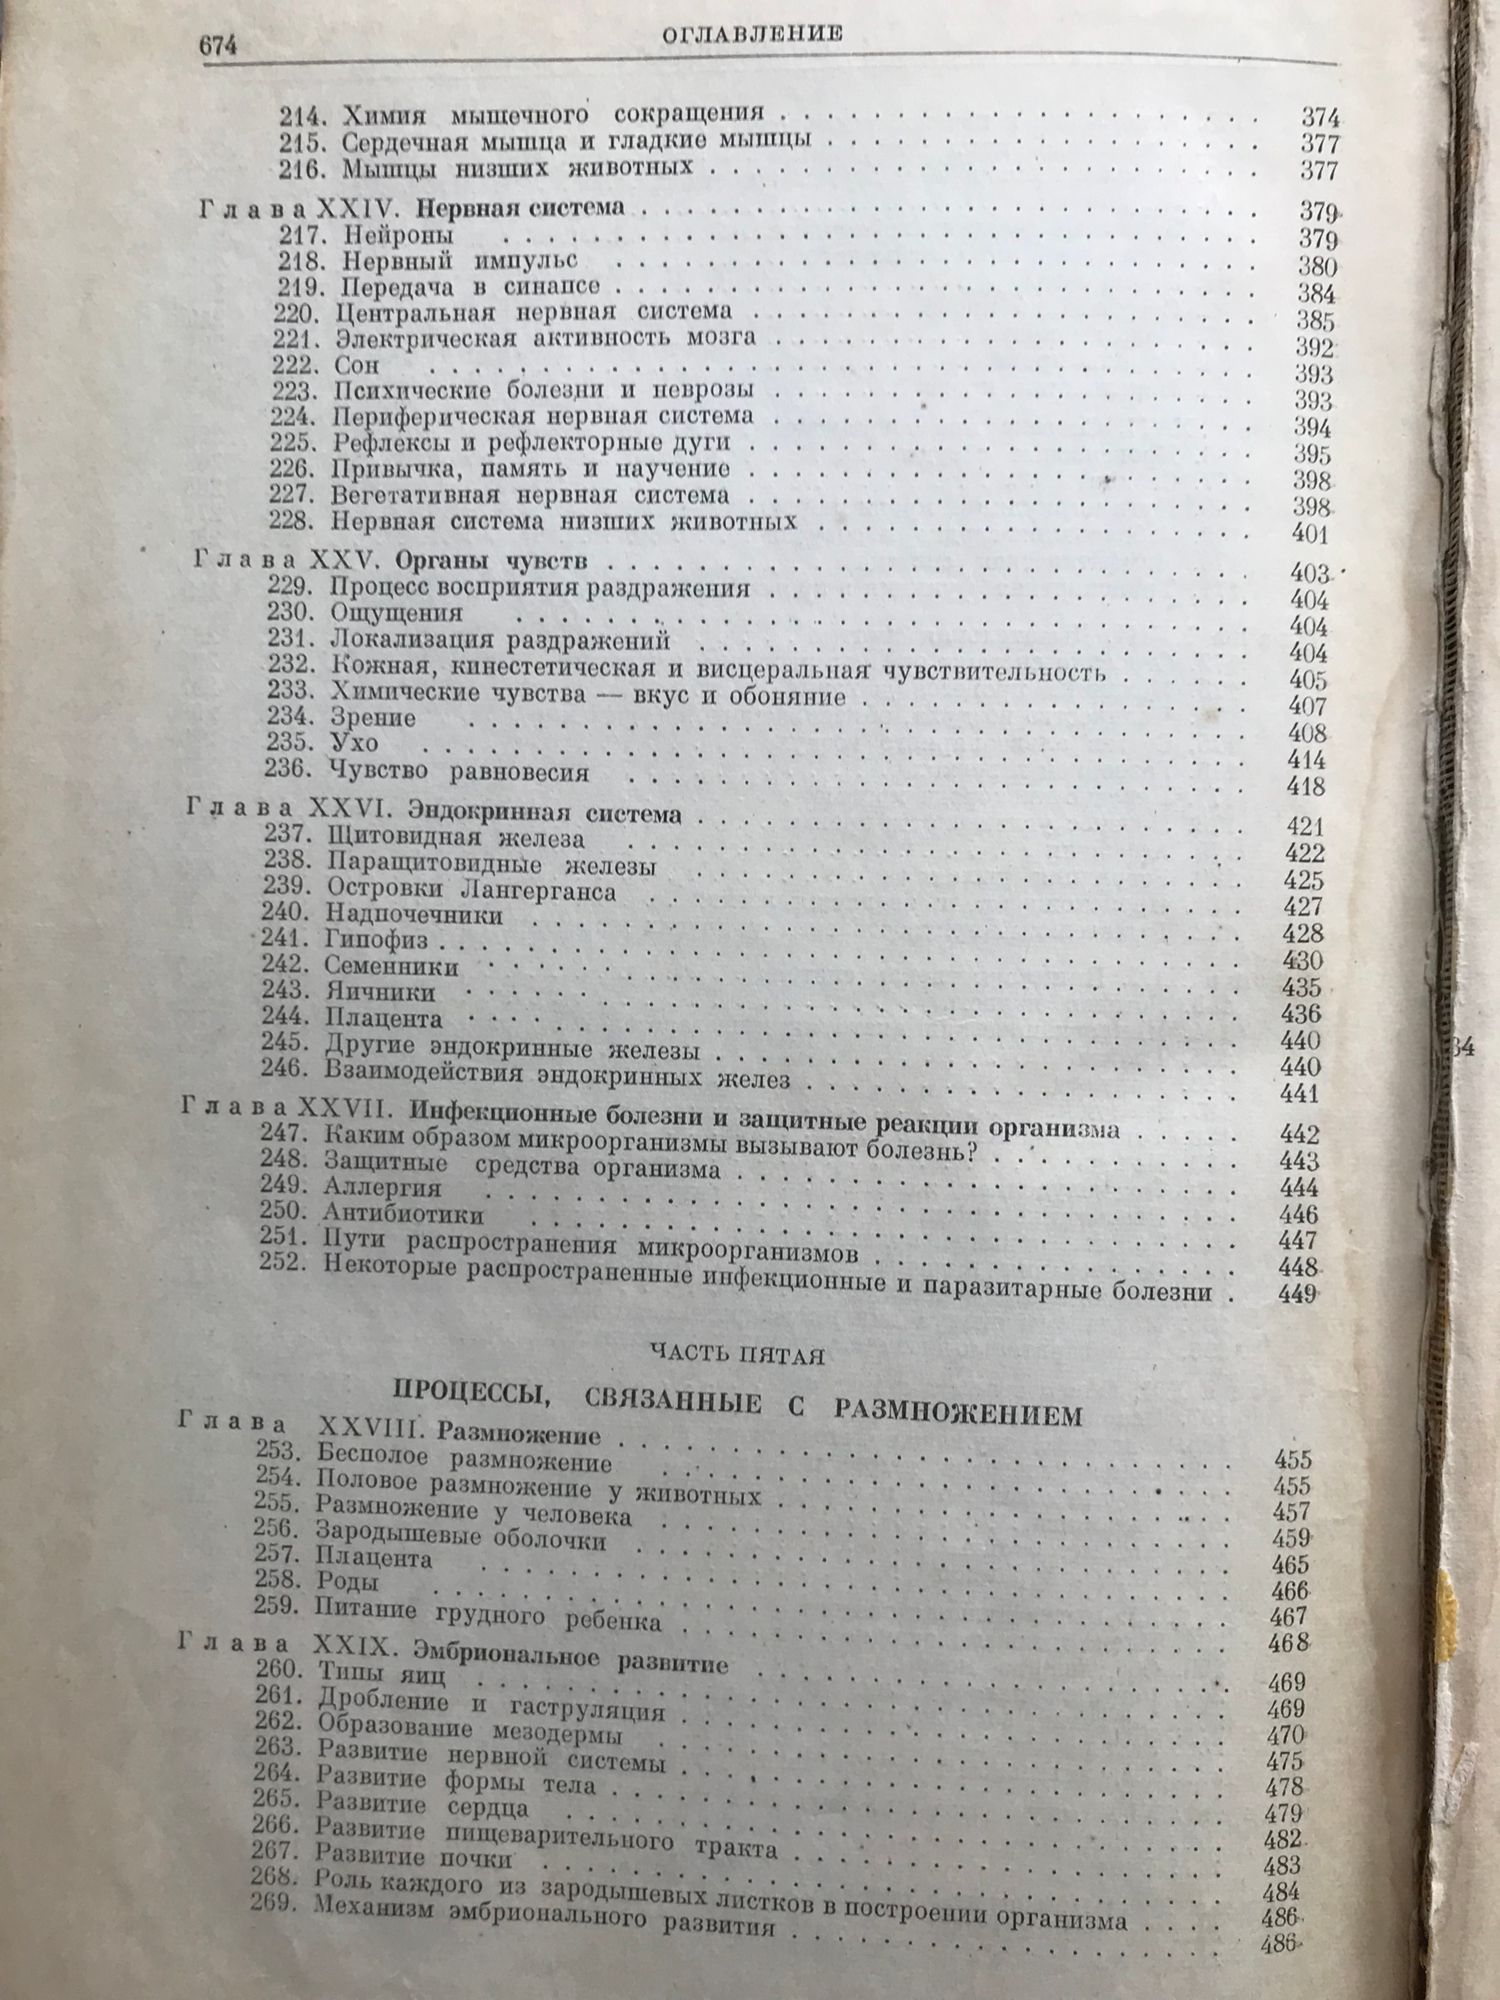 674 ОГЛАВЛЕНИЕ
214. Химия мышечного сокращения . . . . . . . . . . . . . . . . . . . . 374
215. Сердечная мышца и гладкие мышцы . . . . . . . . . . . . . . . . . . 377
216. Мышцы низших животных . . . . . . . . . . . . . . . . . . . . . . . 377
Глава XXIV. Нервная система . . . . . . . . . . . . . . . . . . . . . . 379
217. Нейроны . . . . . . . . . . . . . . . . . . . . . . . . . . . . . 379
218. Нервный импульс . . . . . . . . . . . . . . . . . . . . . . . . . 380
219. Передача в синапсе . . . . . . . . . . . . . . . . . . . . . . . . 384
220. Центральная нервная система . . . . . . . . . . . . . . . . . . . . 385
221. Электрическая активность мозга . . . . . . . . . . . . . . . . . . 392
222. Сон . . . . . . . . . . . . . . . . . . . . . . . . . . . . . . . 393
223. Психические болезни и неврозы . . . . . . . . . . . . . . . . . . . 393
224. Периферическая нервная система . . . . . . . . . . . . . . . . . . 394
225. Рефлексы и рефлекторные дуги . . . . . . . . . . . . . . . . . . . 395
226. Привычка, память и научение . . . . . . . . . . . . . . . . . . . . 398
227. Вегетативная нервная система . . . . . . . . . . . . . . . . . . . 398
228. Нервная система низших животных . . . . . . . . . . . . . . . . . . 401
Глава XXV. Органы чувств . . . . . . . . . . . . . . . . . . . . . . . 403
229. Процесс восприятия раздражения . . . . . . . . . . . . . . . . . . 404
230. Ощущения . . . . . . . . . . . . . . . . . . . . . . . . . . . . . 404
231. Локализация раздражений . . . . . . . . . . . . . . . . . . . . . . 404
232. Кожная, кинестетическая и висцеральная чувствительность . . . . . . 405
233. Химические чувства — вкус и обоняние . . . . . . . . . . . . . . . 407
234. Зрение . . . . . . . . . . . . . . . . . . . . . . . . . . . . . . 408
235. Ухо . . . . . . . . . . . . . . . . . . . . . . . . . . . . . . . 414
236. Чувство равновесия . . . . . . . . . . . . . . . . . . . . . . . . 418
Глава XXVI. Эндокринная система . . . . . . . . . . . . . . . . . . . . 421
237. Щитовидная железа . . . . . . . . . . . . . . . . . . . . . . . . 422
238. Паращитовидные железы . . . . . . . . . . . . . . . . . . . . . . . 425
239. Островки Лангерганса . . . . . . . . . . . . . . . . . . . . . . . 427
240. Надпочечники . . . . . . . . . . . . . . . . . . . . . . . . . . . 428
241. Гипофиз . . . . . . . . . . . . . . . . . . . . . . . . . . . . . 430
242. Семенники . . . . . . . . . . . . . . . . . . . . . . . . . . . . 435
243. Яичники . . . . . . . . . . . . . . . . . . . . . . . . . . . . . 436
244. Плацента . . . . . . . . . . . . . . . . . . . . . . . . . . . . . 440
245. Другие эндокринные железы . . . . . . . . . . . . . . . . . . . . . 440
246. Взаимодействия эндокринных желез . . . . . . . . . . . . . . . . . 441
Глава XXVII. Инфекционные болезни и защитные реакции организма . . . . . 442
247. Каким образом микроорганизмы вызывают болезнь? . . . . . . . . . . 443
248. Защитные средства организма . . . . . . . . . . . . . . . . . . . . 444
249. Аллергия . . . . . . . . . . . . . . . . . . . . . . . . . . . . . 446
250. Антибиотики . . . . . . . . . . . . . . . . . . . . . . . . . . . 447
251. Пути распространения микроорганизмов . . . . . . . . . . . . . . . 448
252. Некоторые распространенные инфекционные и паразитарные болезни . 449
ЧАСТЬ ПЯТАЯ
ПРОЦЕССЫ, СВЯЗАННЫЕ С РАЗМНОЖЕНИЕМ
Глава XXVIII. Размножение . . . . . . . . . . . . . . . . . . . . . . . 455
253. Бесполое размножение . . . . . . . . . . . . . . . . . . . . . . . 455
254. Половое размножение у животных . . . . . . . . . . . . . . . . . . 457
255. Размножение у человека . . . . . . . . . . . . . . . . . . . . . . 459
256. Зародышевые оболочки . . . . . . . . . . . . . . . . . . . . . . . 465
257. Плацента . . . . . . . . . . . . . . . . . . . . . . . . . . . . . 466
258. Роды . . . . . . . . . . . . . . . . . . . . . . . . . . . . . . . 467
259. Питание грудного ребенка . . . . . . . . . . . . . . . . . . . . . 468
Глава XXIX. Эмбриональное развитие . . . . . . . . . . . . . . . . . . . 469
260. Типы яиц . . . . . . . . . . . . . . . . . . . . . . . . . . . . . 469
261. Дробление и гаструляция . . . . . . . . . . . . . . . . . . . . . . 470
262. Образование мезодермы . . . . . . . . . . . . . . . . . . . . . . . 475
263. Развитие нервной системы . . . . . . . . . . . . . . . . . . . . . 478
264. Развитие формы тела . . . . . . . . . . . . . . . . . . . . . . . . 479
265. Развитие сердца . . . . . . . . . . . . . . . . . . . . . . . . . 482
266. Развитие пищеварительного тракта . . . . . . . . . . . . . . . . . 483
267. Развитие почки . . . . . . . . . . . . . . . . . . . . . . . . . . 484
268. Роль каждого из зародышевых листков в построении организма . . . . 486
269. Механизм эмбрионального развития . . . . . . . . . . . . . . . . . 486